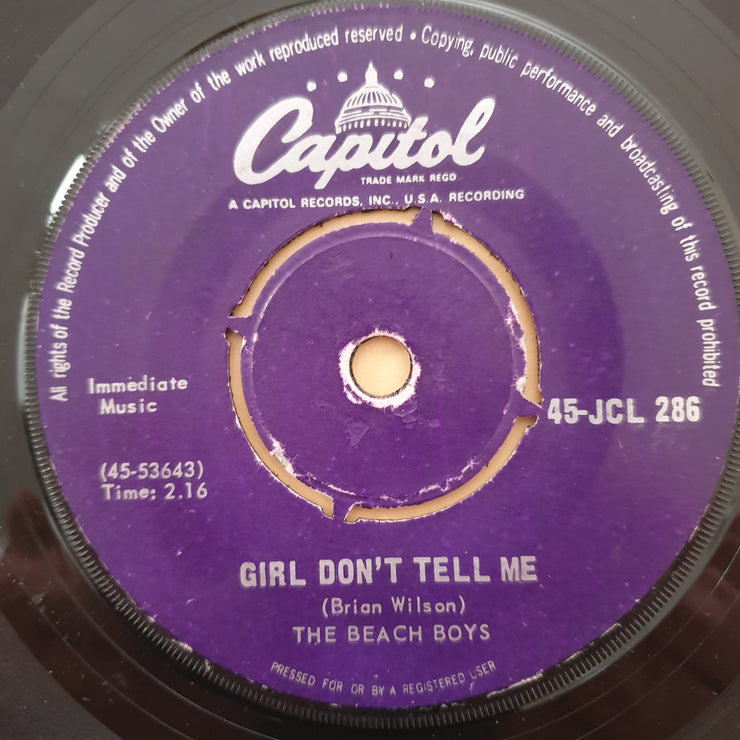 All rights of the Record Producer and of the Owner of the work reproduced reserved • Copying, public performance and broadcasting of this record prohibited
Capitol
TRADE MARK REGD.
A CAPITOL RECORDS, INC., U.S.A. RECORDING
Immediate
Music
45-JCL 286
(45-53643)
Time: 2.16
GIRL DON'T TELL ME
(Brian Wilson)
THE BEACH BOYS
PRESSED FOR OR BY A REGISTERED USER